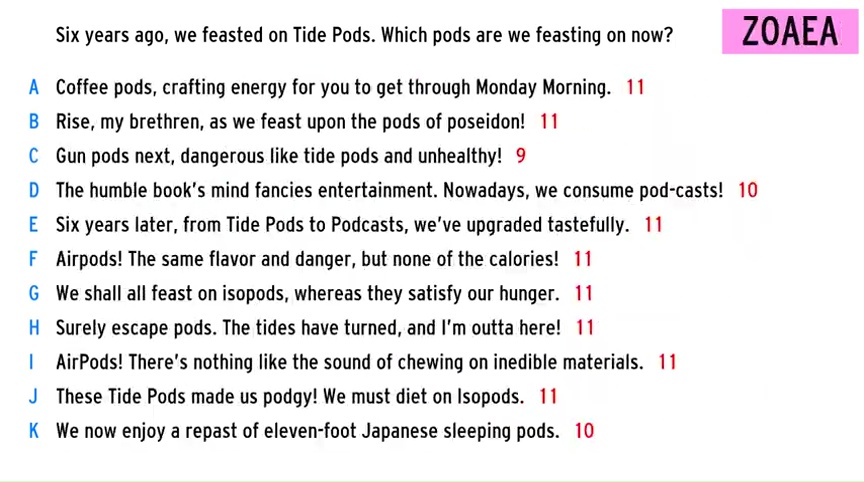 Six years ago, we feasted on Tide Pods. Which pods are we feasting on now?
ZOAEA
A Coffee pods, crafting energy for you to get through Monday Morning. 11
B Rise, my brethren, as we feast upon the pods of poseidon! 11
C Gun pods next, dangerous like tide pods and unhealthy! 9
D The humble book's mind fancies entertainment. Nowadays, we consume pod-casts! 10
E Six years later, from Tide Pods to Podcasts, we've upgraded tastefully. 11
F Airpods! The same flavor and danger, but none of the calories! 11
G We shall all feast on isopods, whereas they satisfy our hunger. 11
H Surely escape pods. The tides have turned, and I'm outta here! 11
I AirPods! There's nothing like the sound of chewing on inedible materials. 11
J These Tide Pods made us podgy! We must diet on Isopods. 11
K We now enjoy a repast of eleven-foot Japanese sleeping pods. 10